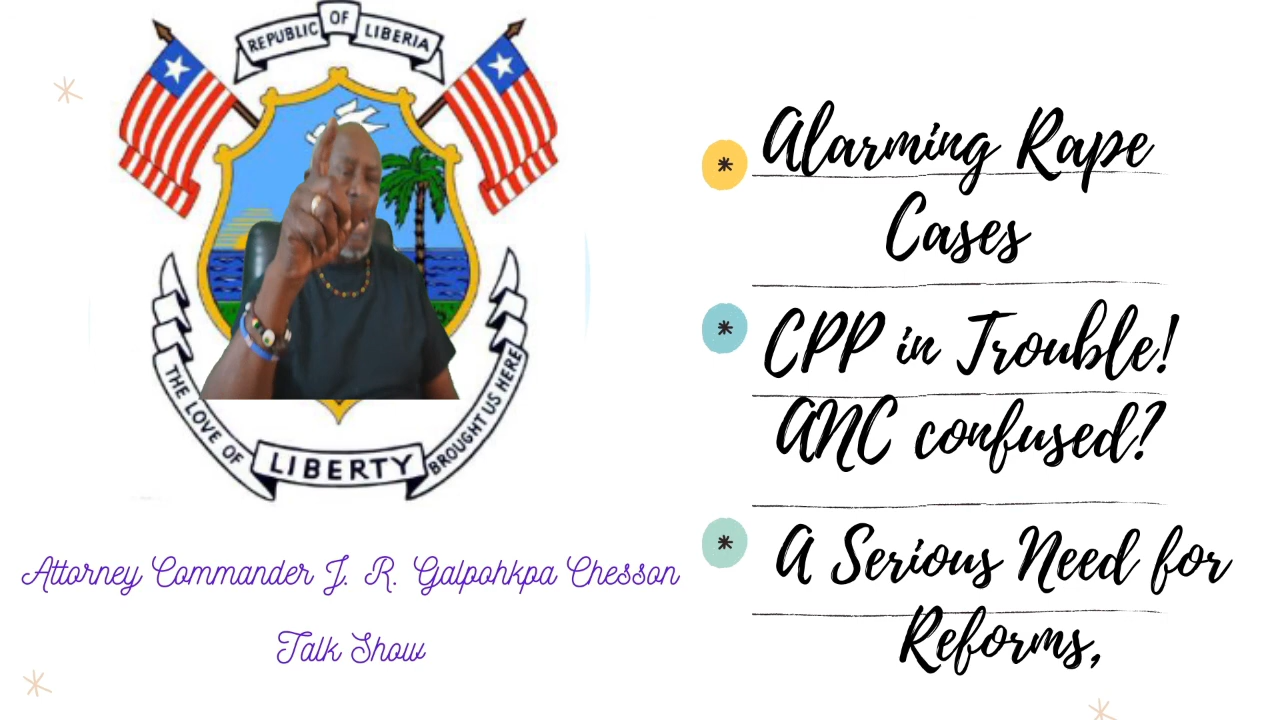 REPUBLIC OF LIBERIA
THE LOVE OF LIBERTY BROUGHT US HERE
Attorney Commander J. R. Galpohkpa Chesson
Talk Show
Alarming Rape
Cases
CPP in Trouble!
ANC confused?
A Serious Need for
Reforms,